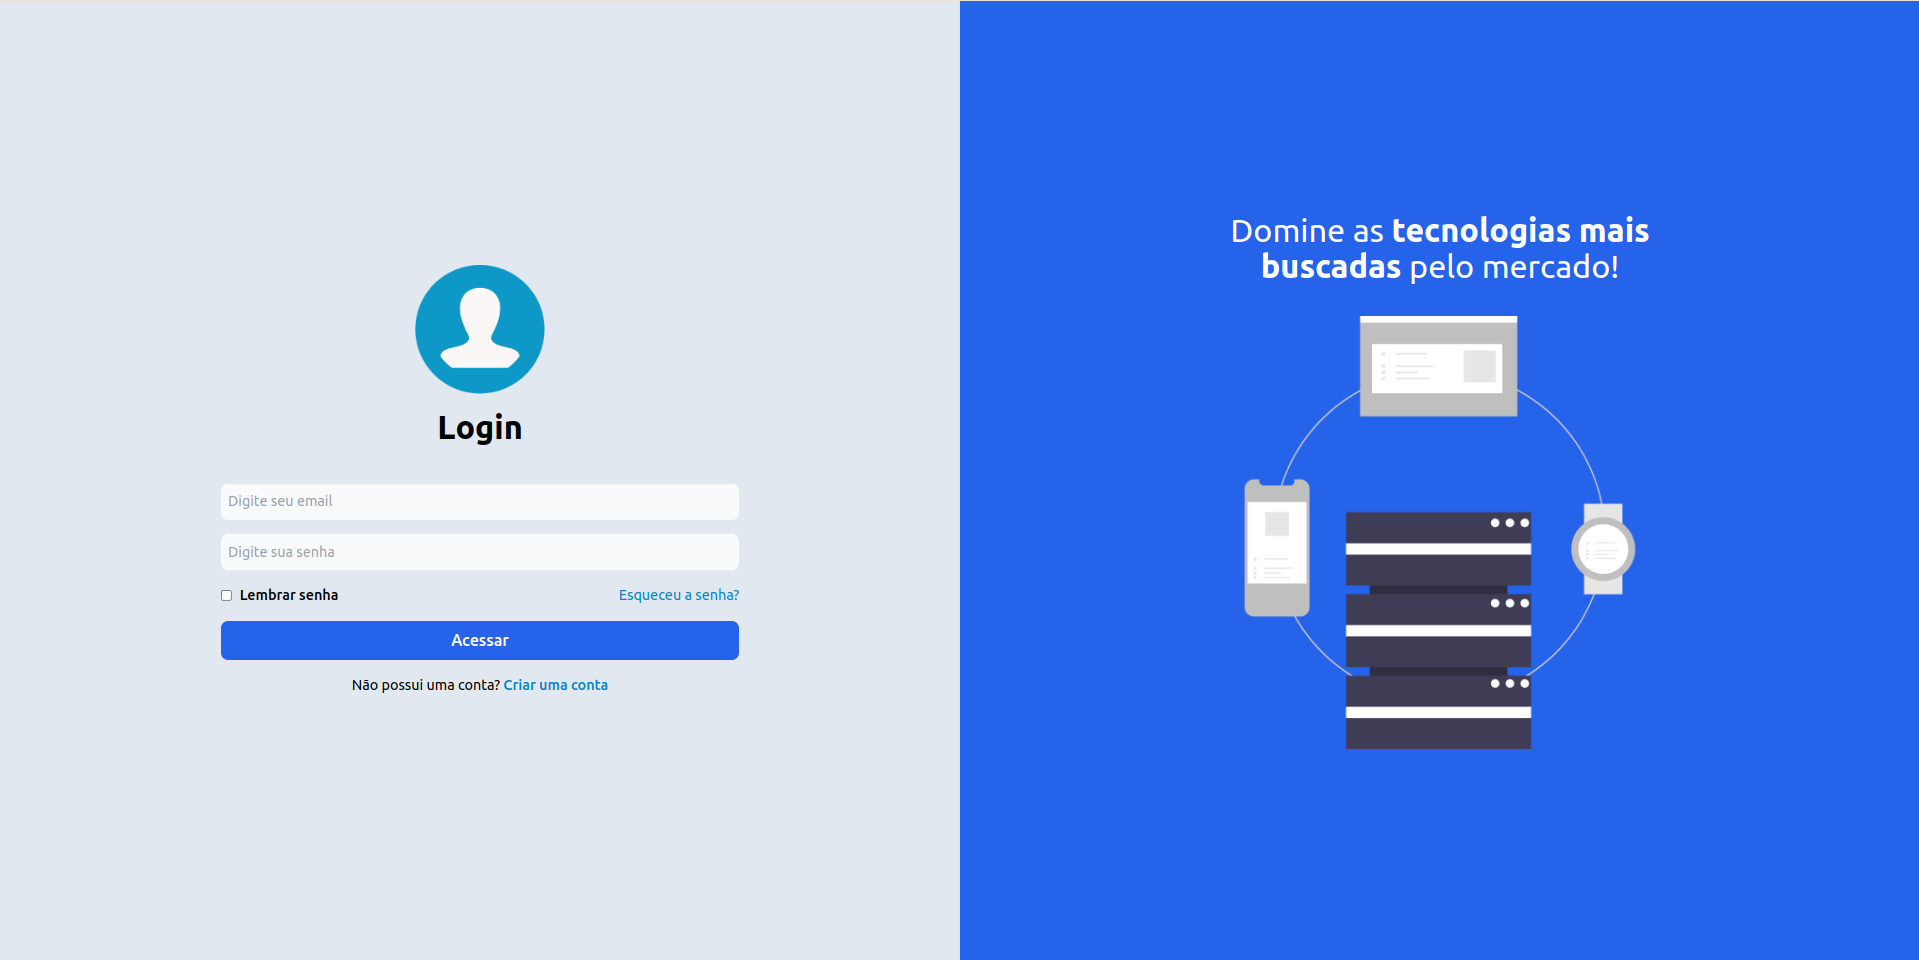 Login
Digite seu email
Digite sua senha
Lembrar senha
Esqueceu a senha?
Acessar
Não possui uma conta? Criar uma conta
Domine as tecnologias mais
buscadas pelo mercado!